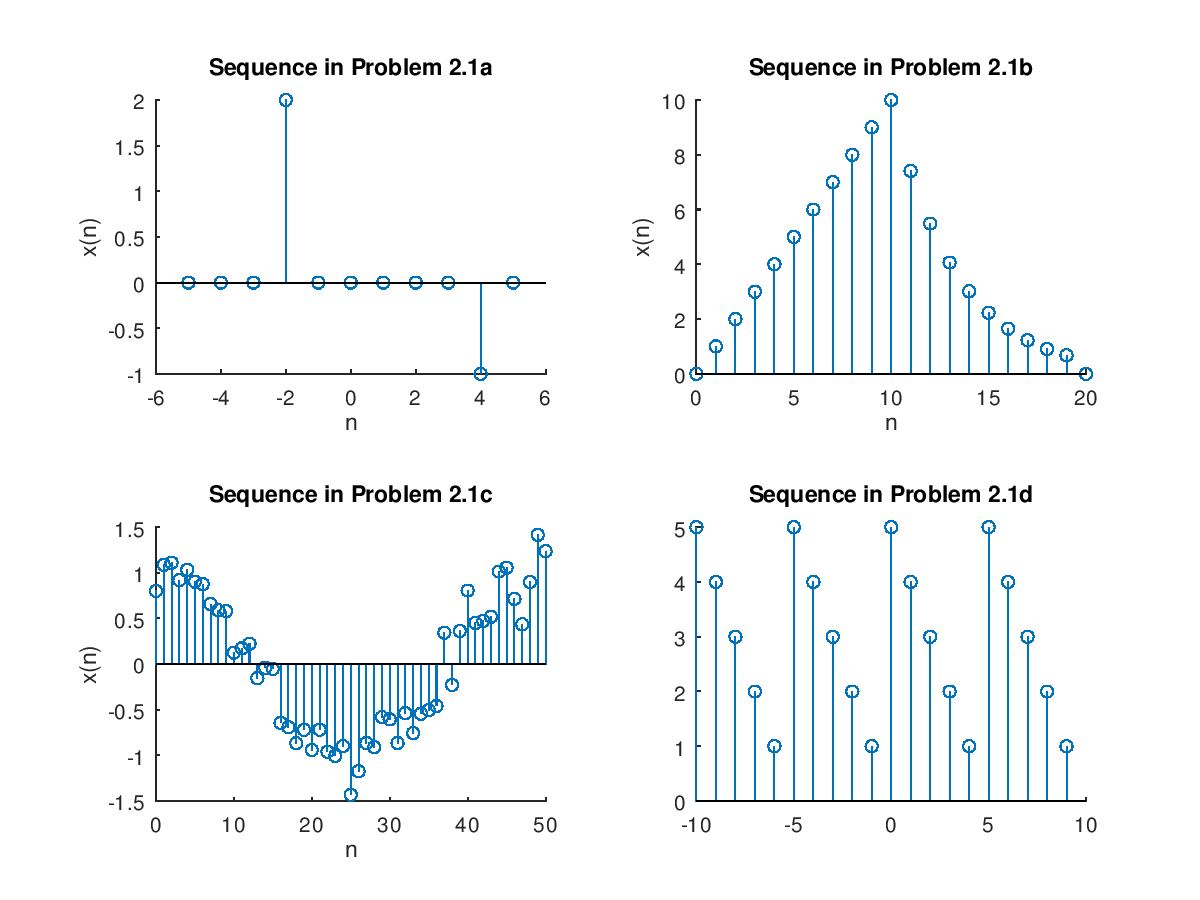 Sequence in Problem 2.1a
2
1.5
1
0.5
0
-0.5
-1
x(n)
-6 -4 -2 0 2 4 6
n
Sequence in Problem 2.1b
10
8
6
4
2
0
x(n)
0 5 10 15 20
n
Sequence in Problem 2.1c
1.5
1
0.5
0
-0.5
-1
-1.5
x(n)
0 10 20 30 40 50
n
Sequence in Problem 2.1d
5
4
3
2
1
0
-10 -5 0 5 10